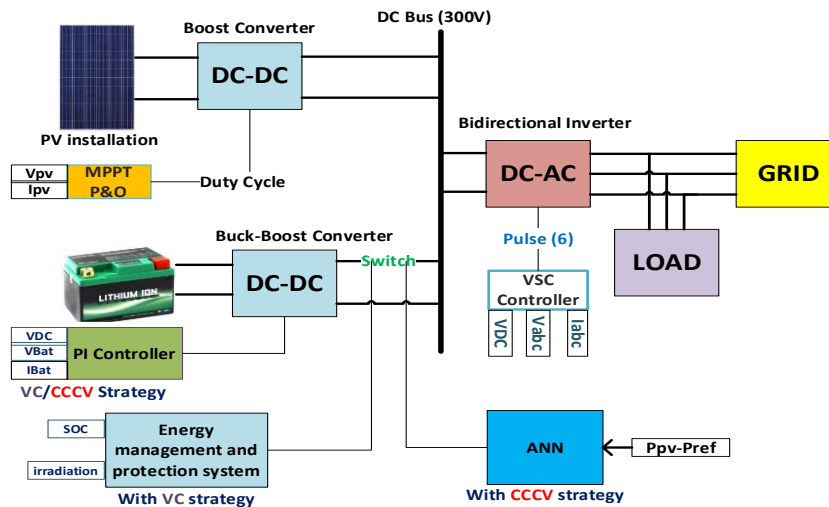 Boost Converter
DC Bus (300V)
DC-DC
PV installation
Bidirectional Inverter
DC-AC
GRID
Vpv
Ipv
MPPT
P&O
Duty Cycle
LOAD
Pulse (6)
Buck-Boost Converter
Switch
DC-DC
LITHIUM ION
VSC
Controller
VDC
Vabc
Iabc
VDC
VBat
IBat
PI Controller
VC/CCCV Strategy
SOC
irradiation
Energy
management and
protection system
With VC strategy
ANN
Ppv-Pref
With CCCV strategy